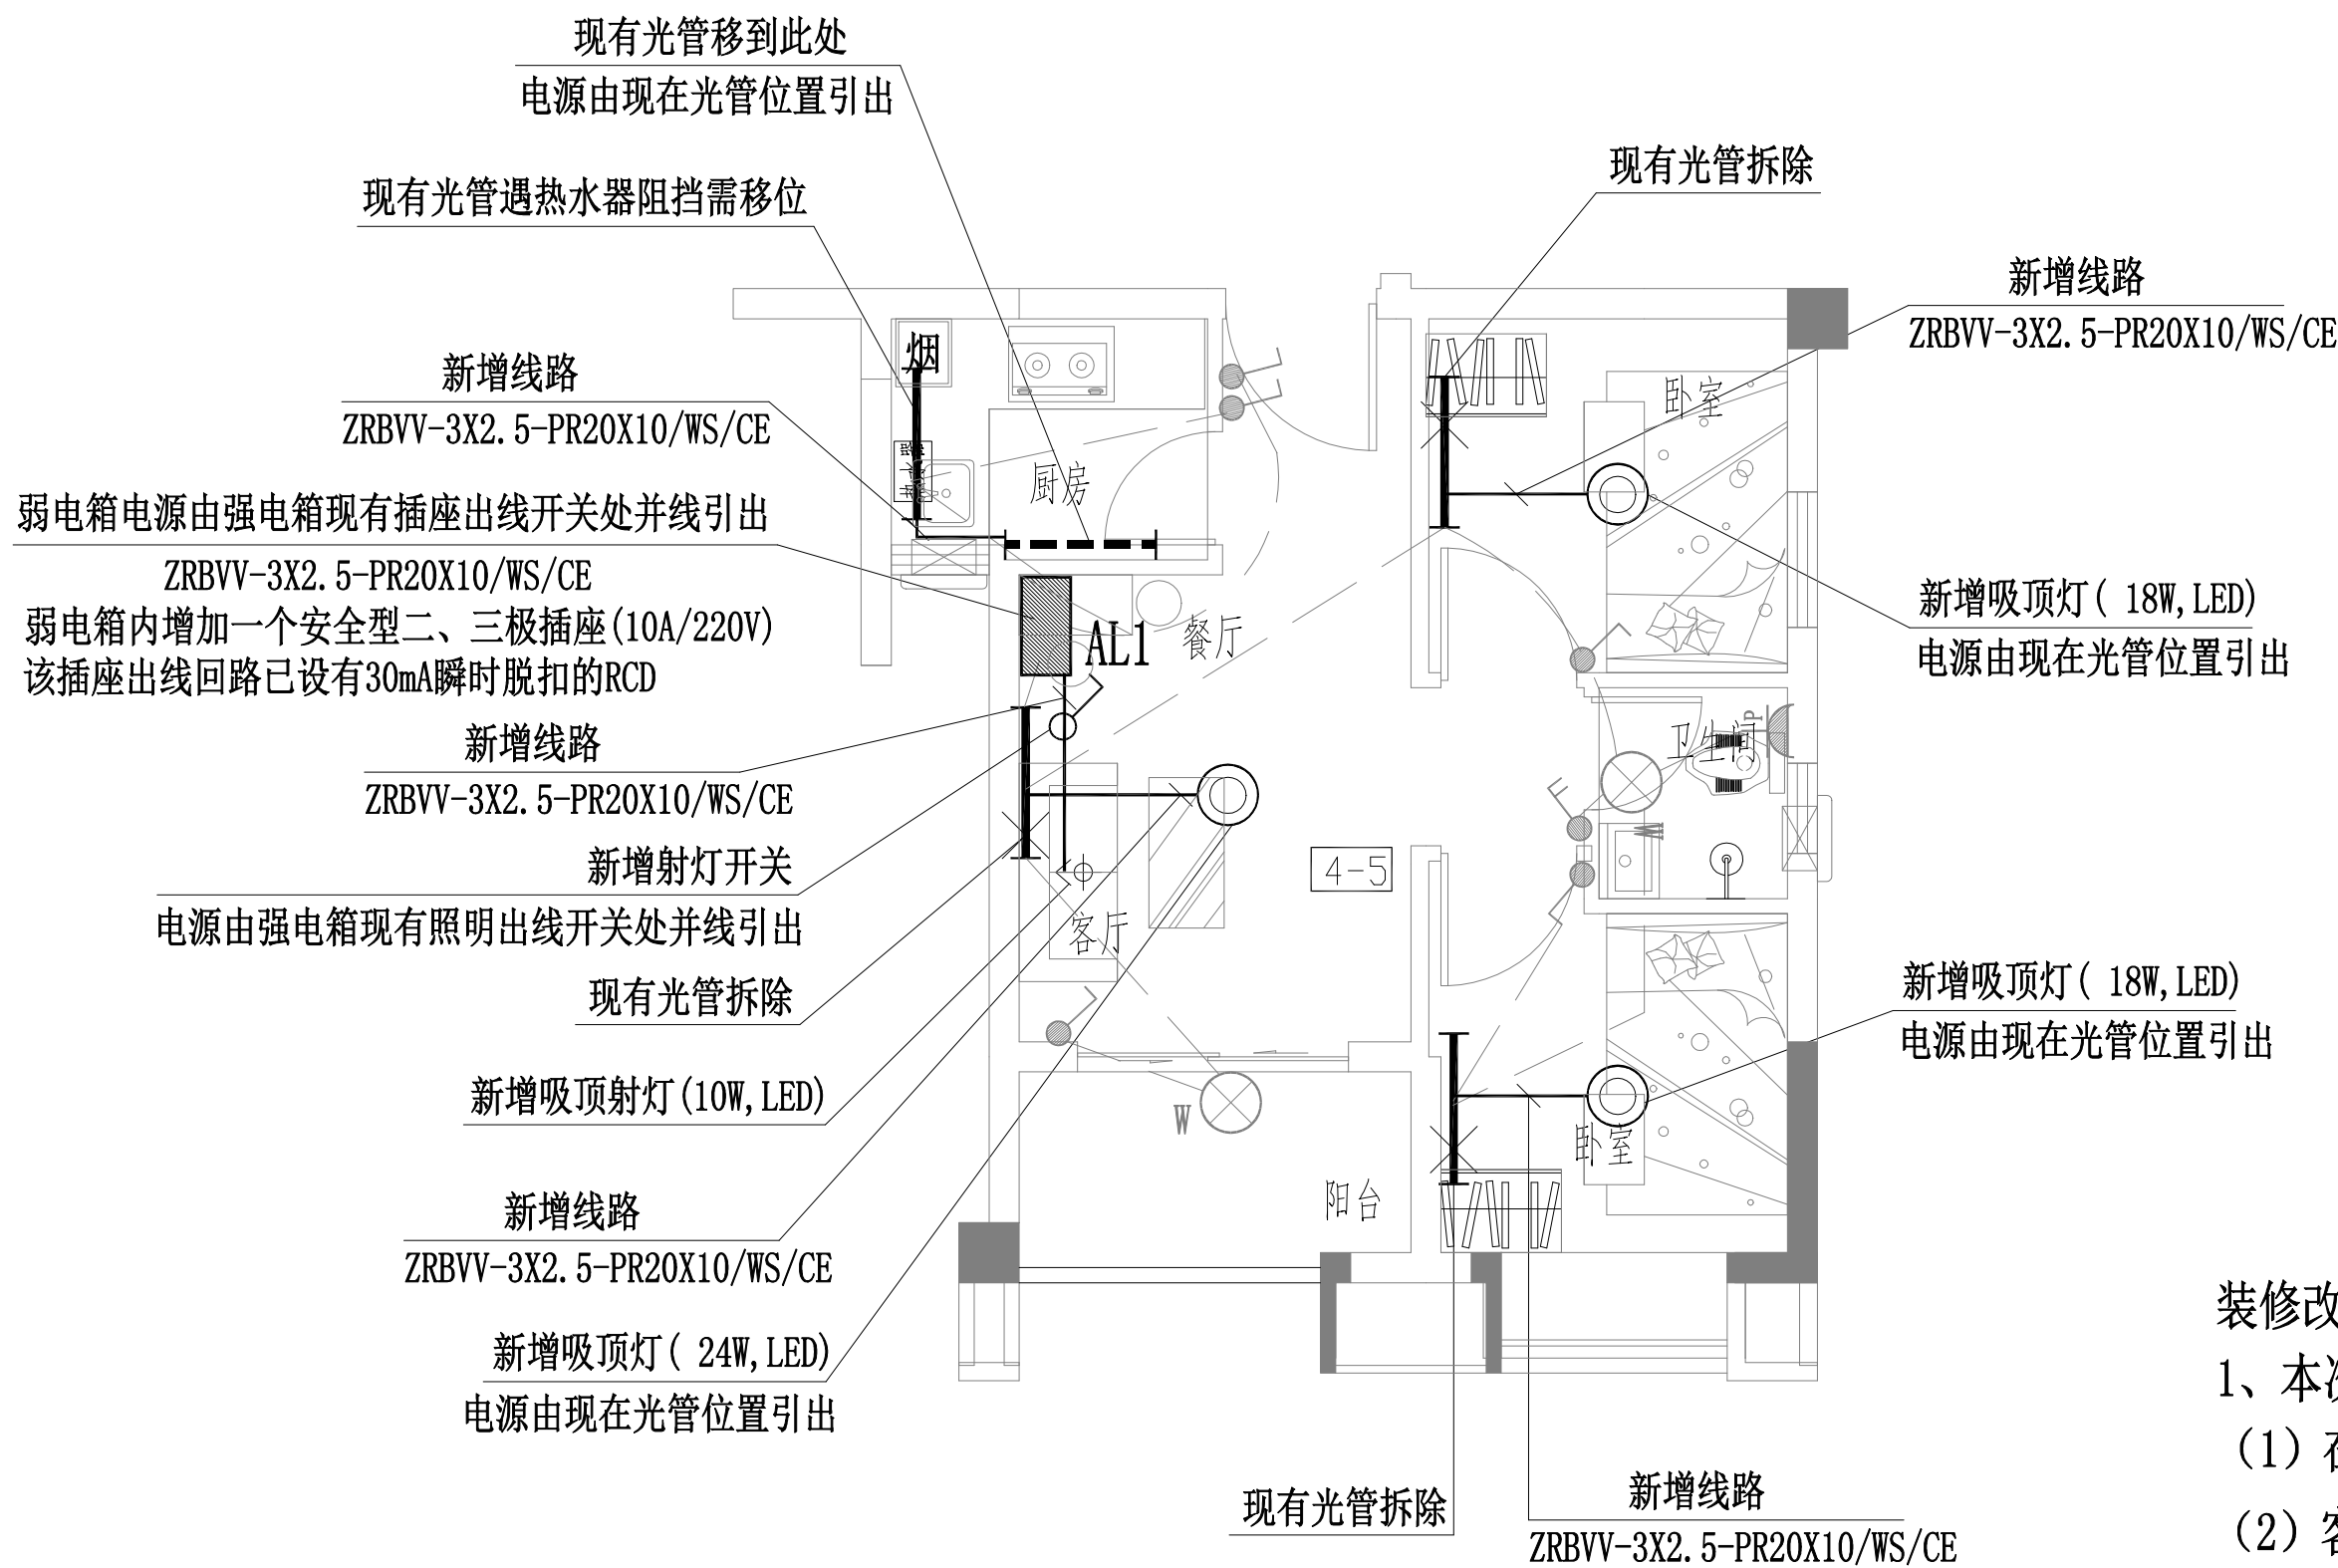 现有光管移到此处
电源由现在光管位置引出
现有光管遇热水器阻挡需移位
新增线路
ZRBVV-3X2.5-PR20X10/WS/CE
弱电箱电源由强电箱现有插座出线开关处并线引出
ZRBVV-3X2.5-PR20X10/WS/CE
弱电箱内增加一个安全型二、三极插座(10A/220V)
该插座出线回路已设有30mA瞬时脱扣的RCD
新增线路
ZRBVV-3X2.5-PR20X10/WS/CE
新增射灯开关
电源由强电箱现有照明出线开关处并线引出
现有光管拆除
新增吸顶射灯(10W,LED)
新增线路
ZRBVV-3X2.5-PR20X10/WS/CE
新增吸顶灯( 24W,LED)
电源由现在光管位置引出
烟
厨房
AL1
餐厅
客厅
4-5
W
阳台
卧室
卫生间
P
W
卧室
现有光管拆除
新增线路
ZRBVV-3X2.5-PR20X10/WS/CE
新增吸顶灯( 18W,LED)
电源由现在光管位置引出
新增吸顶灯( 18W,LED)
电源由现在光管位置引出
现有光管拆除
新增线路
ZRBVV-3X2.5-PR20X10/WS/CE
装修改
1、本次
(1) 在
(2) 客